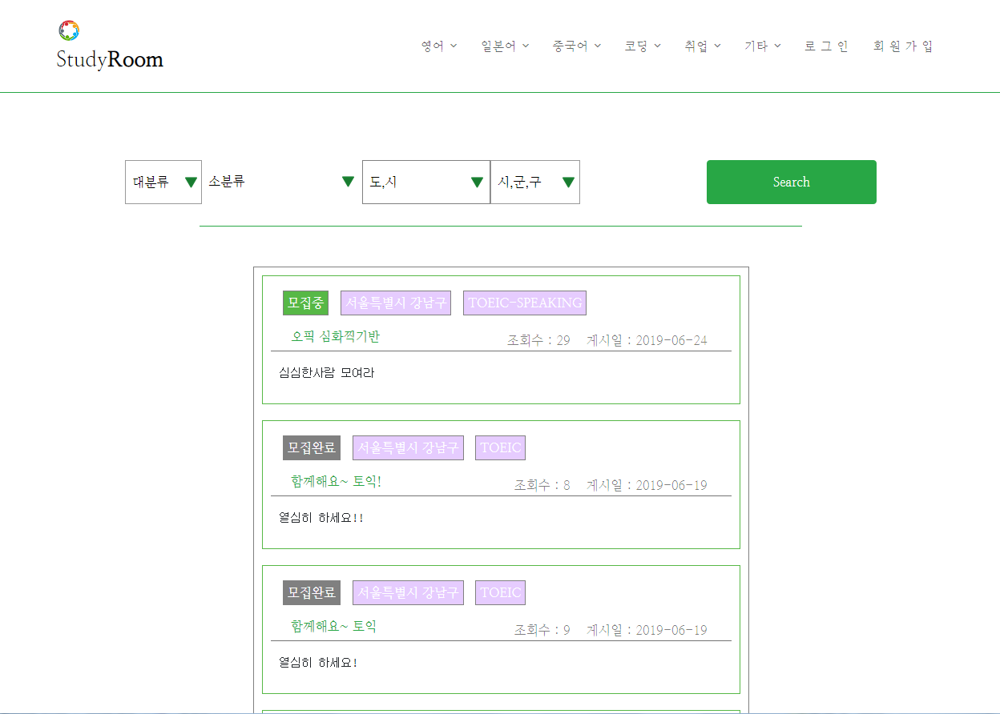 StudyRoom
영어 일본어 중국어 코딩 취업 기타 로 그 인 회 원 가 입
대분류 소분류 도,시 시,군,구 Search
모집중 서울특별시 강남구 TOEIC-SPEAKING
오픽 심화찍기반 조회수 : 29 게시일 : 2019-06-24
심심한사람 모여라
모집완료 서울특별시 강남구 TOEIC
함께해요~ 토익! 조회수 : 8 게시일 : 2019-06-19
열심히 하세요!!
모집완료 서울특별시 강남구 TOEIC
함께해요~ 토익 조회수 : 9 게시일 : 2019-06-19
열심히 하세요!